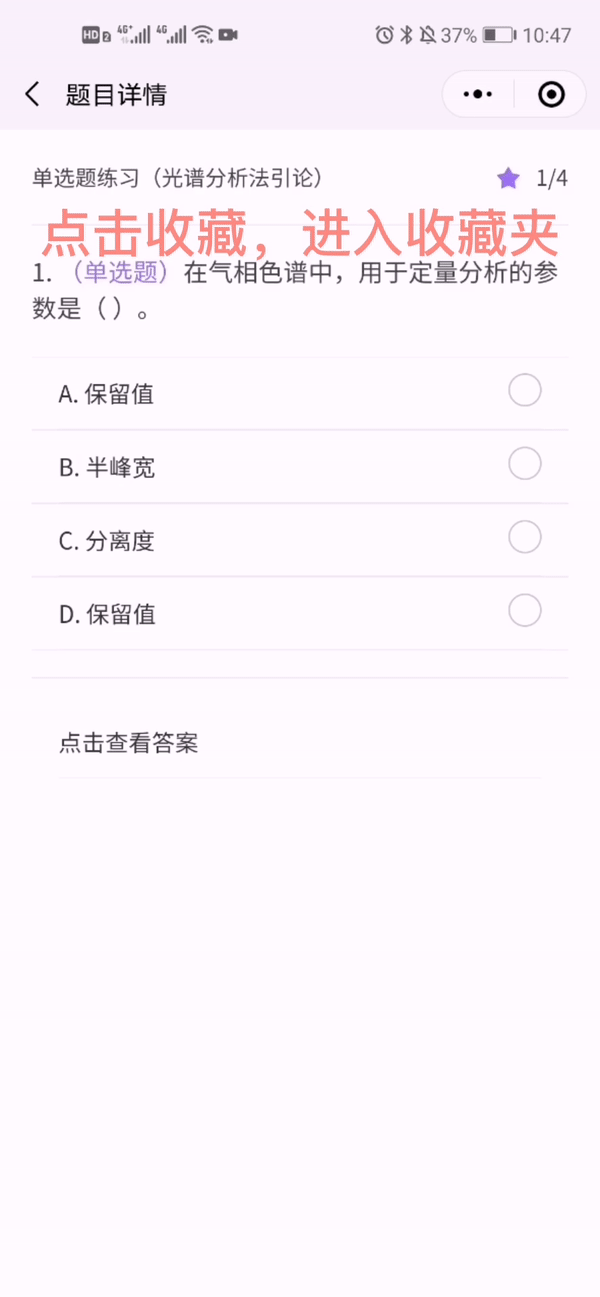 HD 2 4G+ 4G 37% 10:47
题目详情
单选题练习（光谱分析法引论） 1/4
点击收藏，进入收藏夹
1. （单选题）在气相色谱中，用于定量分析的参
数是（ ）。
A. 保留值
B. 半峰宽
C. 分离度
D. 保留值
点击查看答案